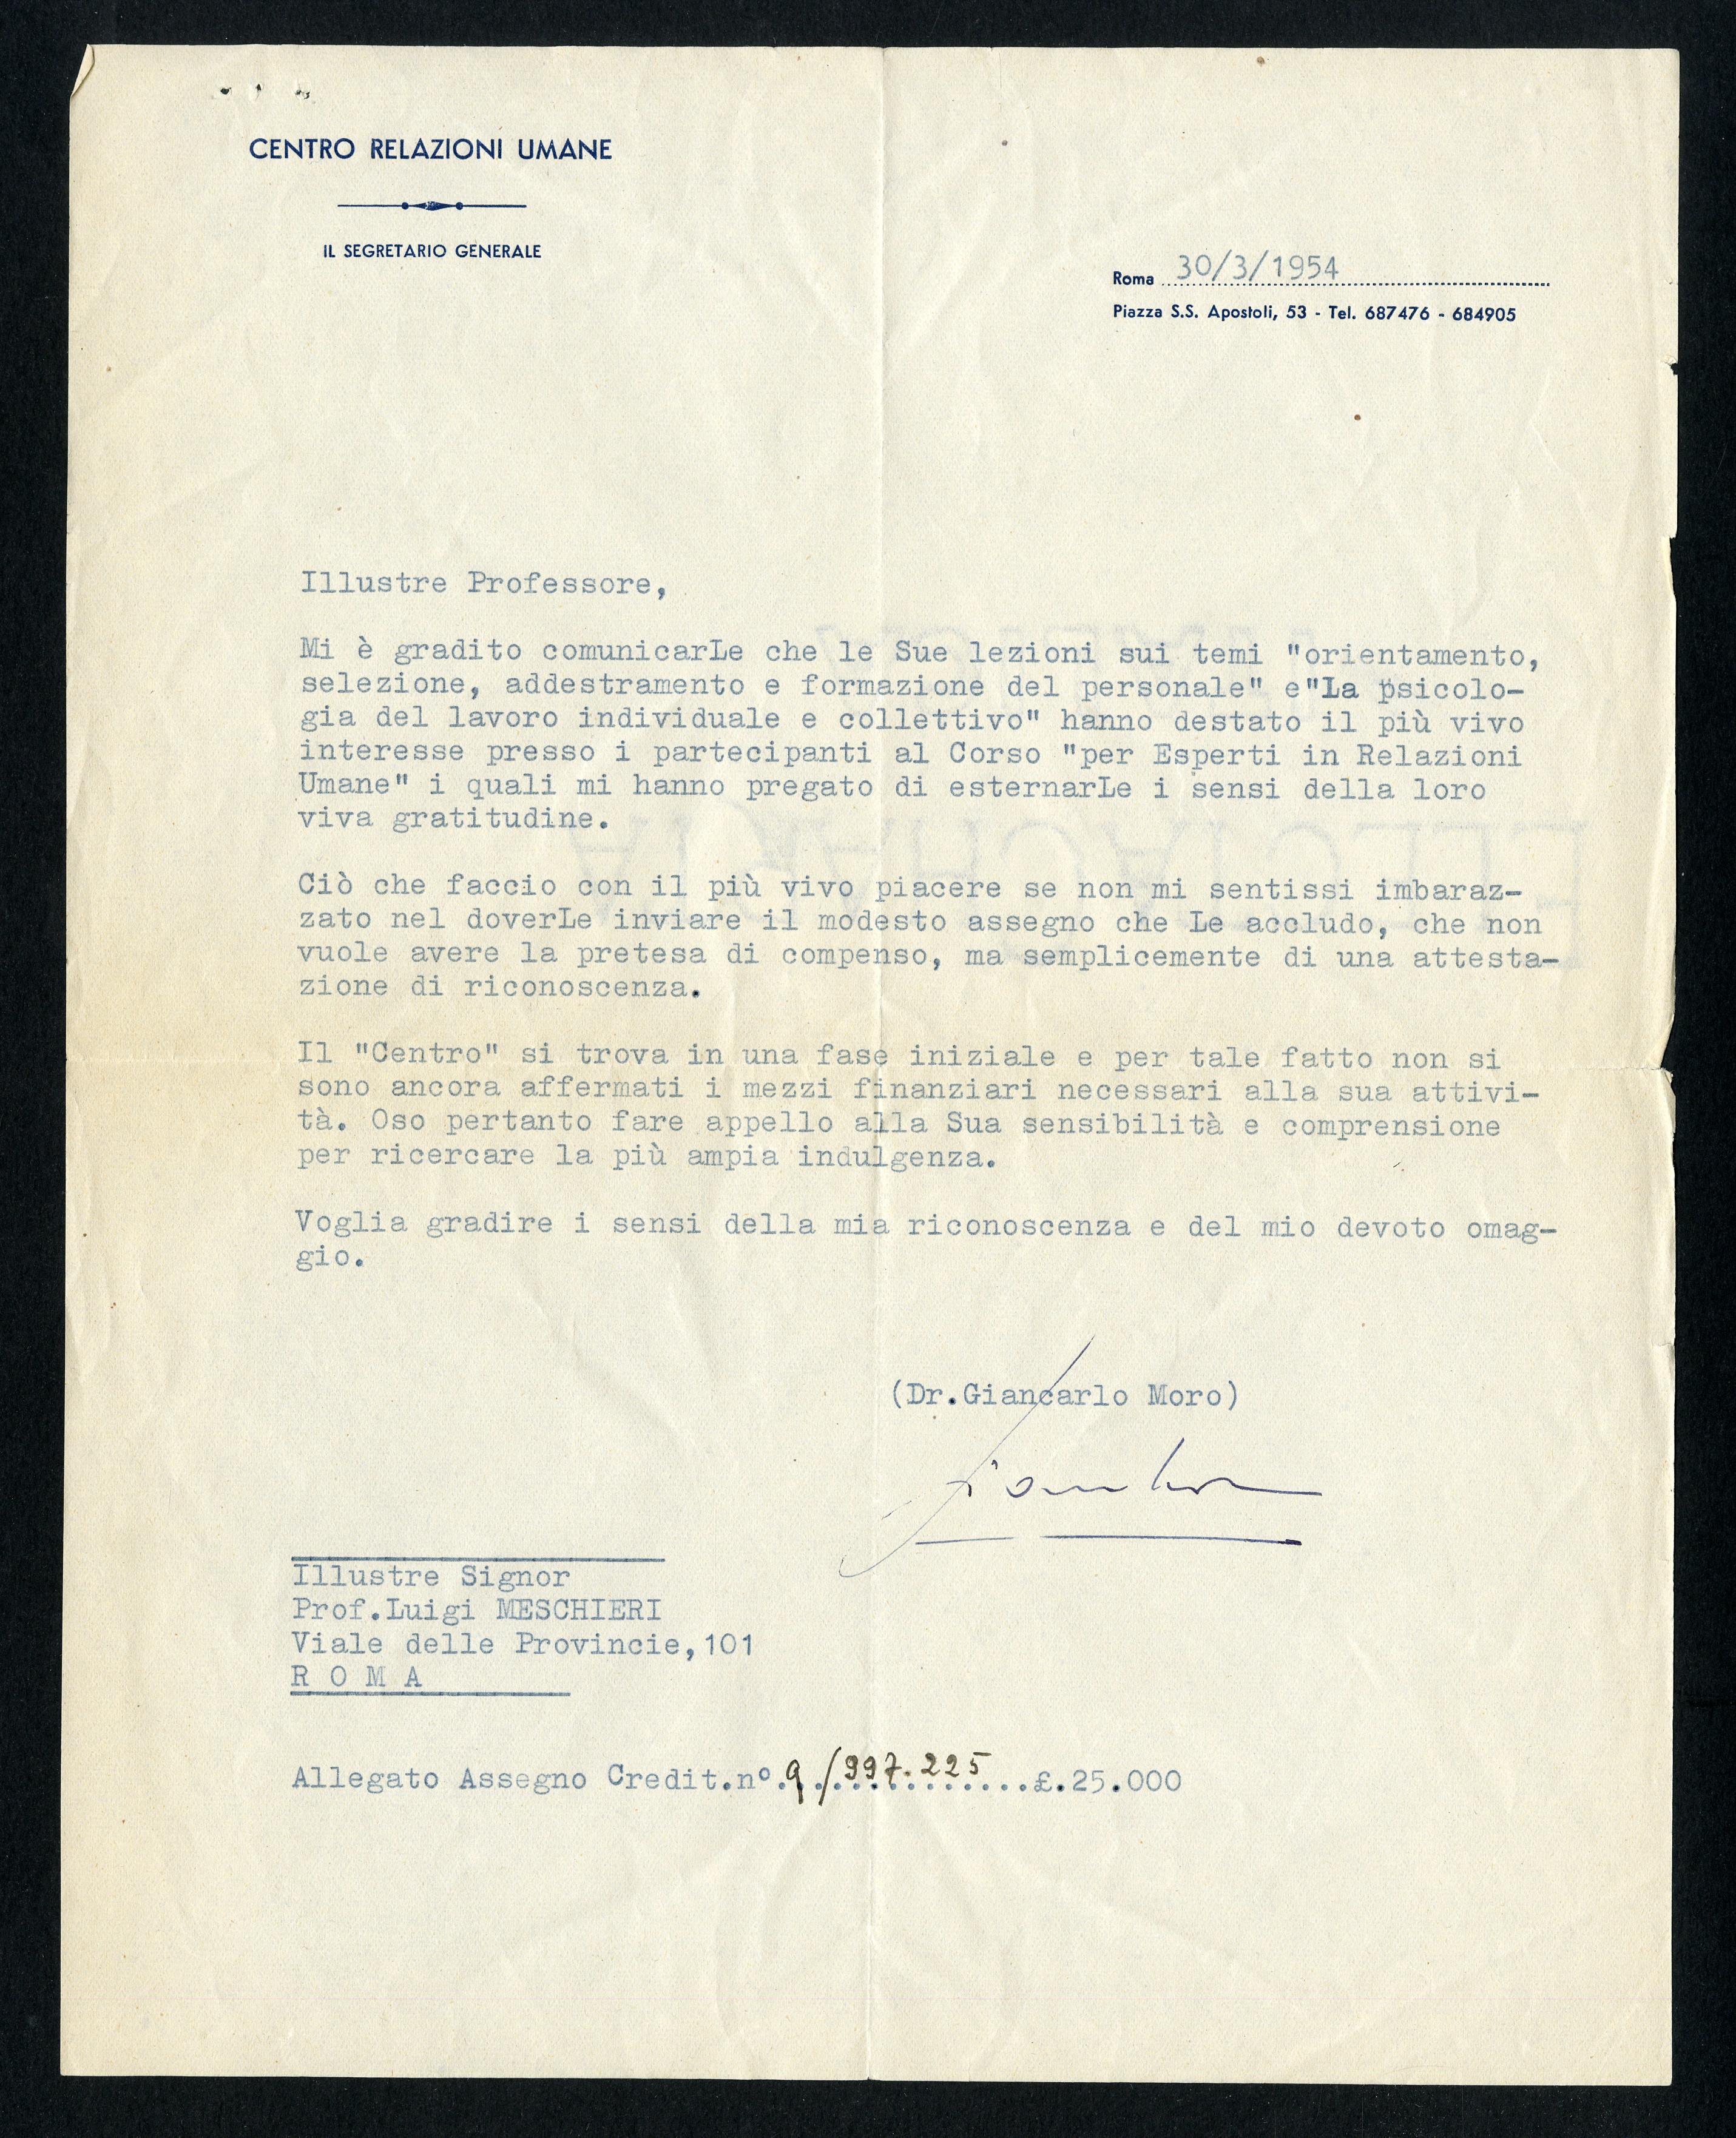 CENTRO RELAZIONI UMANE
IL SEGRETARIO GENERALE
Roma 30/3/1954
Piazza S.S. Apostoli, 53 - Tel. 687476 - 684905
Illustre Professore,
Mi è gradito comunicarLe che le Sue lezioni sui temi "orientamento,
selezione, addestramento e formazione del personale" e"La psicolo-
gia del lavoro individuale e collettivo" hanno destato il più vivo
interesse presso i partecipanti al Corso "per Esperti in Relazioni
Umane" i quali mi hanno pregato di esternarLe i sensi della loro
viva gratitudine.
Ciò che faccio con il più vivo piacere se non mi sentissi imbaraz-
zato nel doverLe inviare il modesto assegno che Le accludo, che non
vuole avere la pretesa di compenso, ma semplicemente di una attesta-
zione di riconoscenza.
Il "Centro" si trova in una fase iniziale e per tale fatto non si
sono ancora affermati i mezzi finanziari necessari alla sua attivi-
tà. Oso pertanto fare appello alla Sua sensibilità e comprensione
per ricercare la più ampia indulgenza.
Voglia gradire i sensi della mia riconoscenza e del mio devoto omag-
gio.
(Dr.Giancarlo Moro)
Illustre Signor
Prof.Luigi MESCHIERI
Viale delle Provincie,101
R O M A
Allegato Assegno Credit.nº.9/997.225...£.25.000